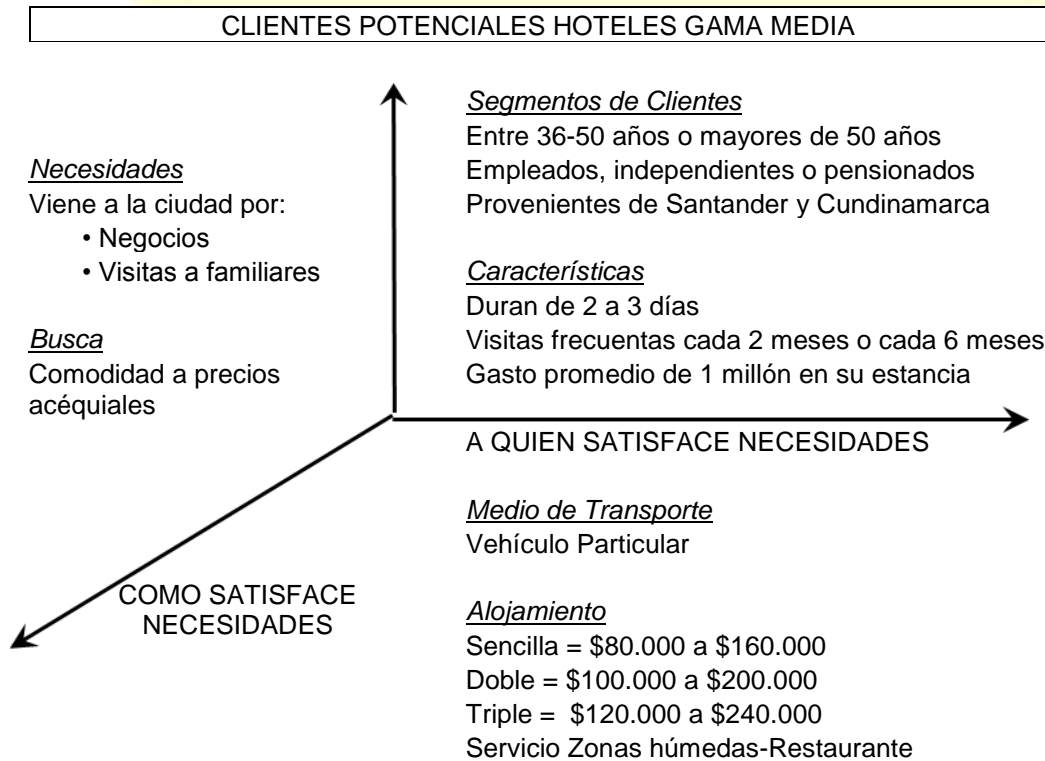 CLIENTES POTENCIALES HOTELES GAMA MEDIA
Necesidades
Viene a la ciudad por:
• Negocios
• Visitas a familiares
Busca
Comodidad a precios
acéquiales
Segmentos de Clientes
Entre 36-50 años o mayores de 50 años
Empleados, independientes o pensionados
Provenientes de Santander y Cundinamarca
Características
Duran de 2 a 3 días
Visitas frecuentes cada 2 meses o cada 6 meses
Gasto promedio de 1 millón en su estancia
A QUIEN SATISFACE NECESIDADES
COMO SATISFACE
NECESIDADES
Medio de Transporte
Vehículo Particular
Alojamiento
Sencilla = $80.000 a $160.000
Doble = $100.000 a $200.000
Triple = $120.000 a $240.000
Servicio Zonas húmedas-Restaurante